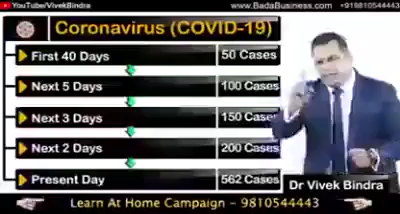 YouTube/VivekBindra
www.BadaBusiness.com
+919810544443
Coronavirus (COVID-19)
First 40 Days 50 Cases
Next 5 Days 100 Cases
Next 3 Days 150 Cases
Next 2 Days 200 Cases
Present Day 562 Cases
Dr Vivek Bindra
Learn At Home Campaign - 9810544443